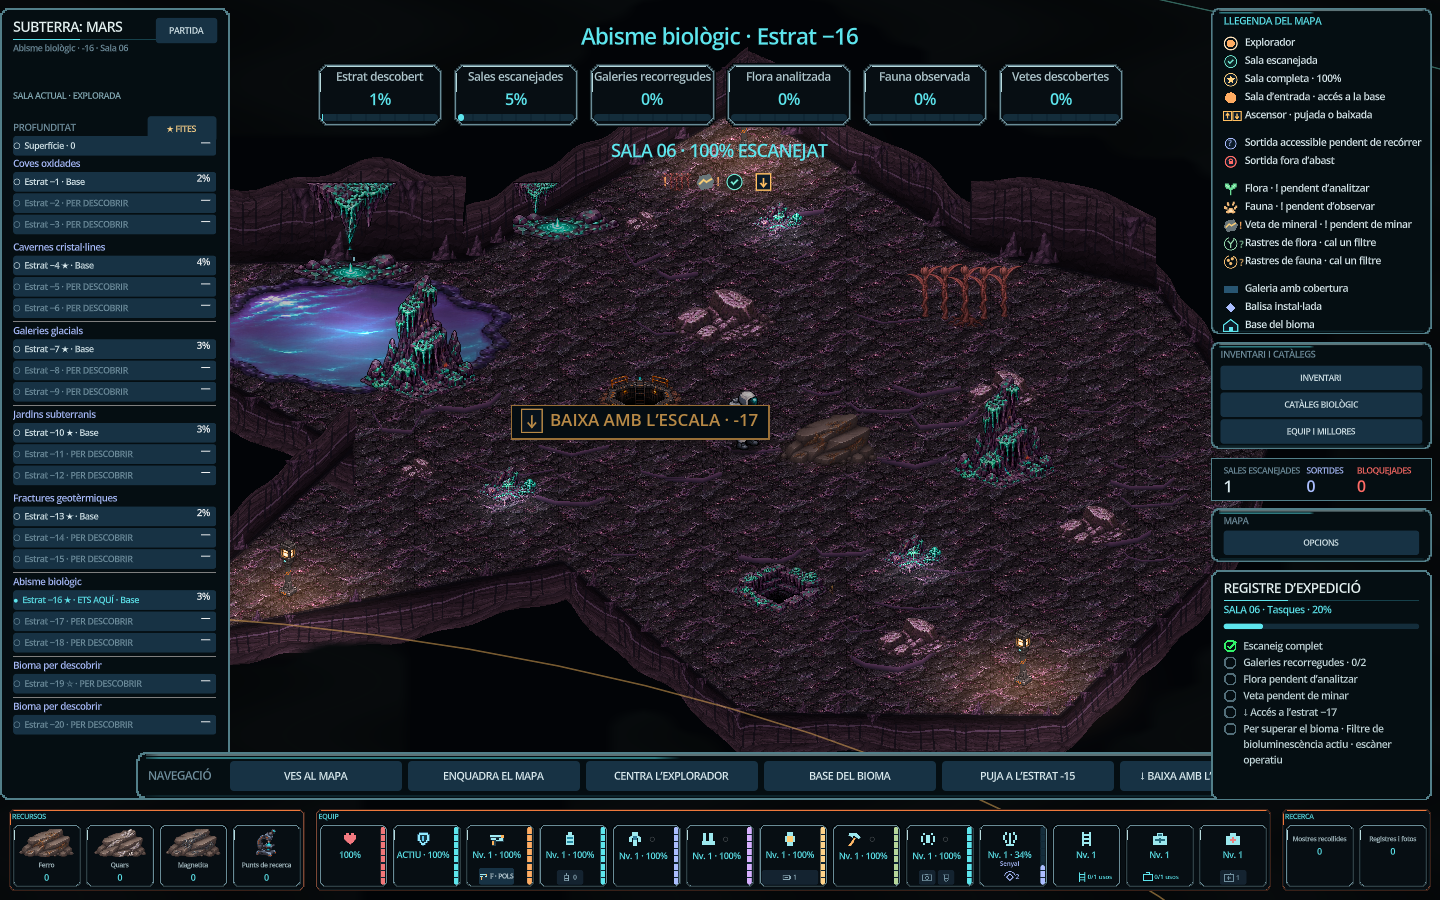 SUBTERRA: MARS
PARTIDA
Abisme biològic · -16 · Sala 06
SALA ACTUAL · EXPLORADA
PROFUNDITAT
★ FITES
Superfície · 0 —
Coves oxidades
Estrat −1 · Base 2%
Estrat −2 · PER DESCOBRIR —
Estrat −3 · PER DESCOBRIR —
Cavernes cristal·lines
Estrat −4 ★ · Base 4%
Estrat −5 · PER DESCOBRIR —
Estrat −6 · PER DESCOBRIR —
Galeries glacials
Estrat −7 ★ · Base 3%
Estrat −8 · PER DESCOBRIR —
Estrat −9 · PER DESCOBRIR —
Jardins subterranis
Estrat −10 ★ · Base 3%
Estrat −11 · PER DESCOBRIR —
Estrat −12 · PER DESCOBRIR —
Fractures geotèrmiques
Estrat −13 ★ · Base 2%
Estrat −14 · PER DESCOBRIR —
Estrat −15 · PER DESCOBRIR —
Abisme biològic
Estrat −16 ★ · ETS AQUÍ · Base 3%
Estrat −17 · PER DESCOBRIR —
Estrat −18 · PER DESCOBRIR —
Bioma per descobrir
Estrat −19 ☆ · PER DESCOBRIR —
Bioma per descobrir
Estrat −20 · PER DESCOBRIR —
Abisme biològic · Estrat −16
Estrat descobert
1%
Sales escanejades
5%
Galeries recorregudes
0%
Flora analitzada
0%
Fauna observada
0%
Vetes descobertes
0%
SALA 06 · 100% ESCANEJAT
↓ BAIXA AMB L'ESCALA · -17
LLEGENDA DEL MAPA
Explorador
Sala escanejada
Sala completa · 100%
Sala d'entrada · accés a la base
Ascensor · pujada o baixada
Sortida accessible pendent de recórrer
Sortida fora d'abast
Flora · ! pendent d'analitzar
Fauna · ! pendent d'observar
! Veta de mineral · ! pendent de minar
? Rastres de flora · cal un filtre
? Rastres de fauna · cal un filtre
Galeria amb cobertura
Balisa instal·lada
Base del bioma
INVENTARI I CATÀLEGS
INVENTARI
CATÀLEG BIOLÒGIC
EQUIP I MILLORES
SALES ESCANEJADES SORTIDES BLOQUEJADES
1 0 0
MAPA
OPCIONS
REGISTRE D'EXPEDICIÓ
SALA 06 · Tasques · 20%
Escaneig complet
Galeries recorregudes · 0/2
Flora pendent d'analitzar
Veta pendent de minar
↓ Accés a l'estrat −17
Per superar el bioma · Filtre de
bioluminescència actiu · escàner
operatiu
NAVEGACIÓ
VES AL MAPA
ENQUADRA EL MAPA
CENTRA L'EXPLORADOR
BASE DEL BIOMA
PUJA A L'ESTRAT -15
↓ BAIXA AMB L'
RECURSOS
Ferro
0
Quars
0
Magnetita
0
Punts de recerca
0
EQUIP
100%
ACTIU · 100%
Nv. 1 · 100%
F · POLS
Nv. 1 · 100%
0
Nv. 1 · 100%
Nv. 1 · 100%
Nv. 1 · 100%
1
Nv. 1 · 100%
Nv. 1 · 100%
Nv. 1 · 34%
Senyal
2
Nv. 1
0/1 usos
Nv. 1
0/1 usos
Nv. 1
1
RECERCA
Mostres recollides
0
Registres i fotos
0